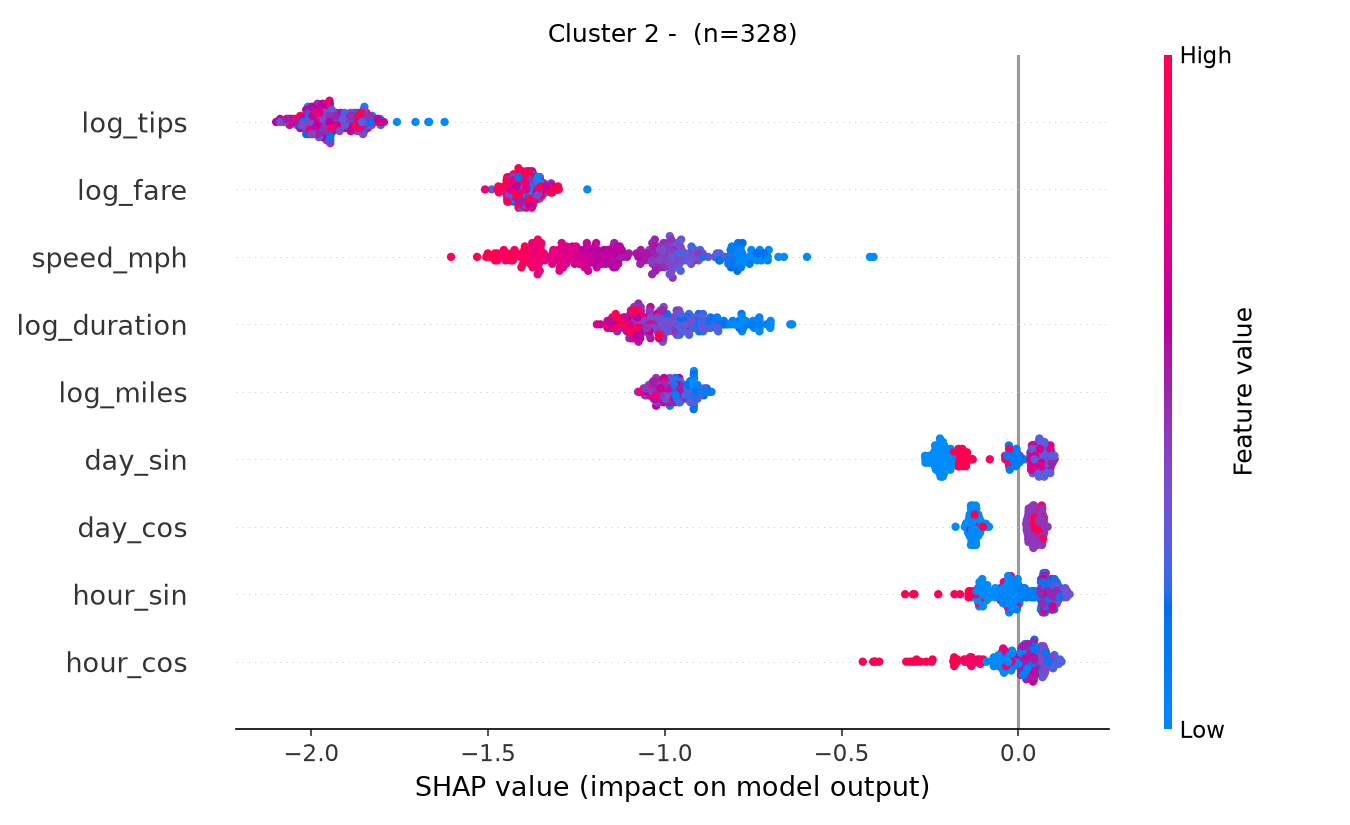 Cluster 2 -  (n=328)
High
log_tips
log_fare
speed_mph
log_duration
log_miles
day_sin
day_cos
hour_sin
hour_cos
Feature value
Low
−2.0 −1.5 −1.0 −0.5 0.0
SHAP value (impact on model output)